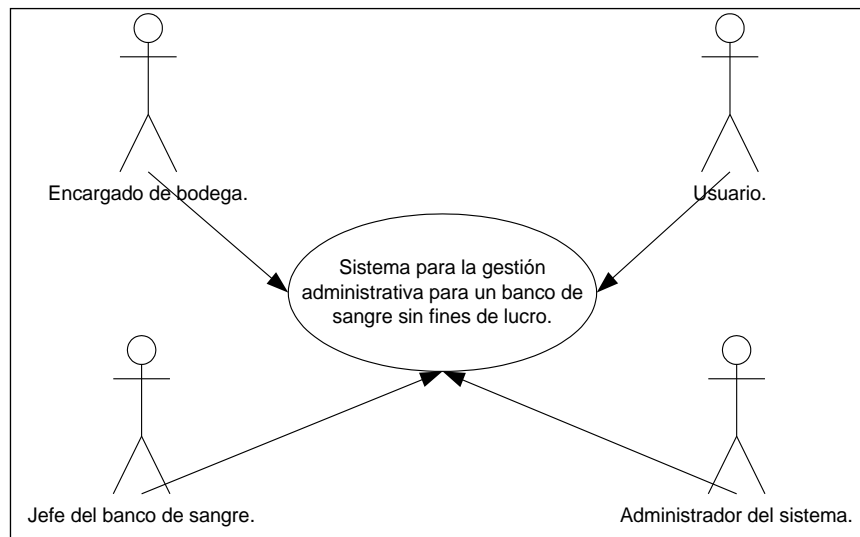 Encargado de bodega.
Usuario.
Sistema para la gestión
administrativa para un banco de
sangre sin fines de lucro.
Jefe del banco de sangre.
Administrador del sistema.